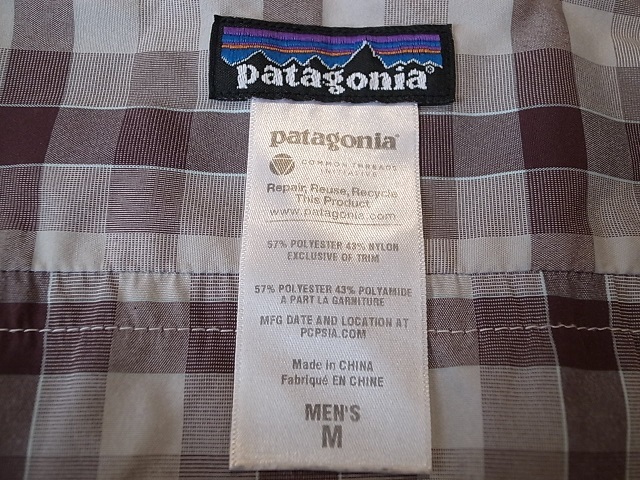 patagonia®
patagonia®
COMMON THREADS
INITIATIVE
Repair, Reuse, Recycle
This Product
www.patagonia.com
57% POLYESTER 43% NYLON
EXCLUSIVE OF TRIM
57% POLYESTER 43% POLYAMIDE
A PART LA GARNITURE
MFG DATE AND LOCATION AT
PCPSIA.COM
Made in CHINA
Fabriqué EN CHINE
MEN'S
M